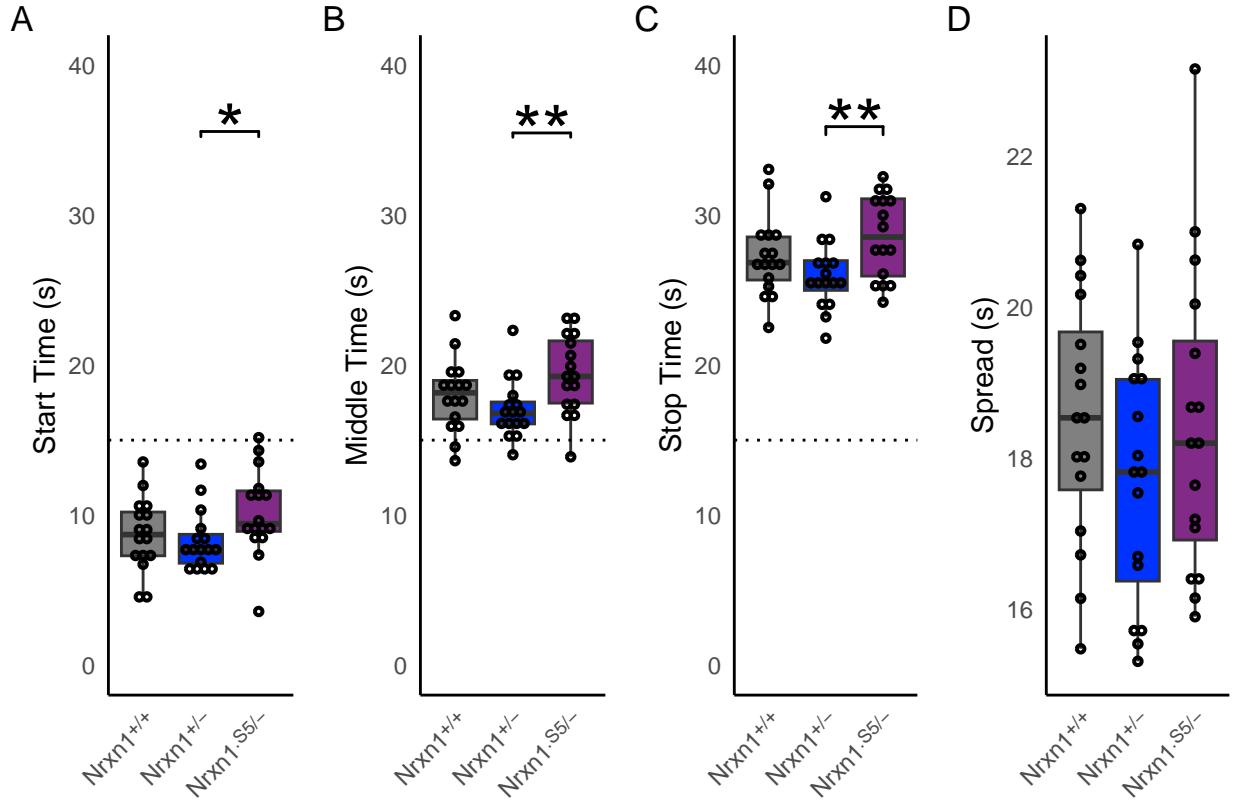 A
B
C
D
Start Time (s)
40
30
20
10
0
*
Nrxn1+/+
Nrxn1+/−
Nrxn1.S5/−
Middle Time (s)
40
30
20
10
0
**
Nrxn1+/+
Nrxn1+/−
Nrxn1.S5/−
Stop Time (s)
40
30
20
10
0
**
Nrxn1+/+
Nrxn1+/−
Nrxn1.S5/−
Spread (s)
22
20
18
16
Nrxn1+/+
Nrxn1+/−
Nrxn1.S5/−